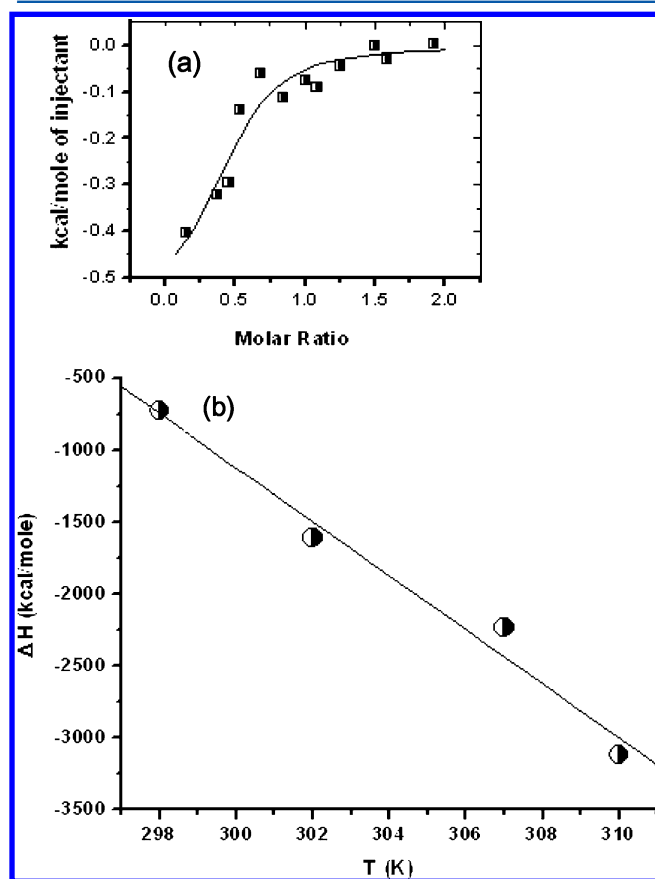 (a)
kcal/mole of injectant
0.0
-0.1
-0.2
-0.3
-0.4
-0.5
0.0 0.5 1.0 1.5 2.0
Molar Ratio
(b)
ΔH (kcal/mole)
-500
-1000
-1500
-2000
-2500
-3000
-3500
298 300 302 304 306 308 310
T (K)